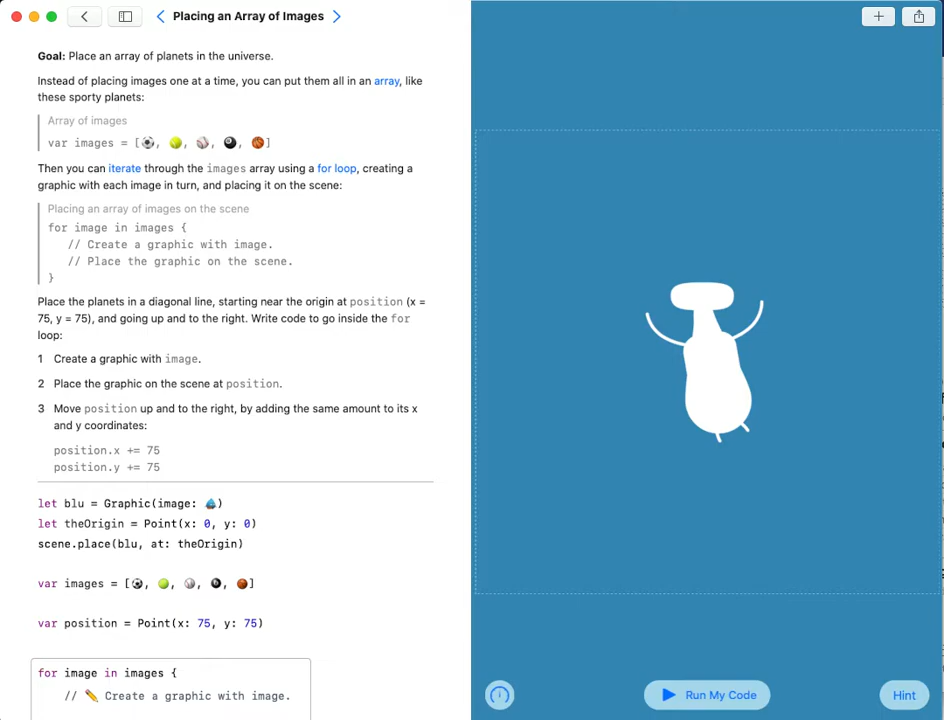 Placing an Array of Images
Goal: Place an array of planets in the universe.
Instead of placing images one at a time, you can put them all in an array, like
these sporty planets:
Array of images
var images = [⚽, 🎾, ⚾, 🎱, 🏀]
Then you can iterate through the images array using a for loop, creating a
graphic with each image in turn, and placing it on the scene:
Placing an array of images on the scene
for image in images {
// Create a graphic with image.
// Place the graphic on the scene.
}
Place the planets in a diagonal line, starting near the origin at position (x =
75, y = 75), and going up and to the right. Write code to go inside the for
loop:
1 Create a graphic with image.
2 Place the graphic on the scene at position.
3 Move position up and to the right, by adding the same amount to its x
and y coordinates:
position.x += 75
position.y += 75
let blu = Graphic(image: )
let theOrigin = Point(x: 0, y: 0)
scene.place(blu, at: theOrigin)
var images = [⚽, 🎾, ⚾, 🎱, 🏀]
var position = Point(x: 75, y: 75)
for image in images {
// ✏️ Create a graphic with image.
Run My Code
Hint